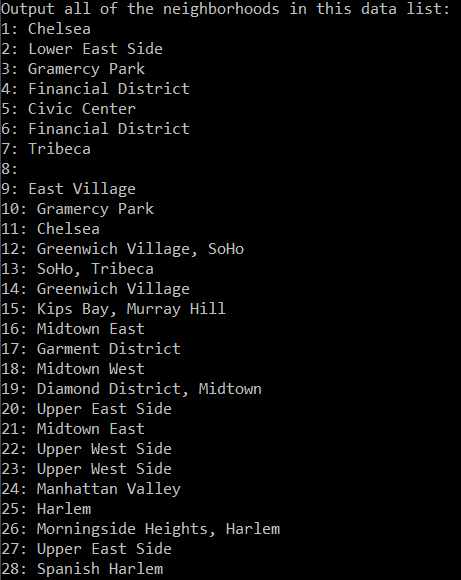 Output all of the neighborhoods in this data list:
1: Chelsea
2: Lower East Side
3: Gramercy Park
4: Financial District
5: Civic Center
6: Financial District
7: Tribeca
8:
9: East Village
10: Gramercy Park
11: Chelsea
12: Greenwich Village, SoHo
13: SoHo, Tribeca
14: Greenwich Village
15: Kips Bay, Murray Hill
16: Midtown East
17: Garment District
18: Midtown West
19: Diamond District, Midtown
20: Upper East Side
21: Midtown East
22: Upper West Side
23: Upper West Side
24: Manhattan Valley
25: Harlem
26: Morningside Heights, Harlem
27: Upper East Side
28: Spanish Harlem